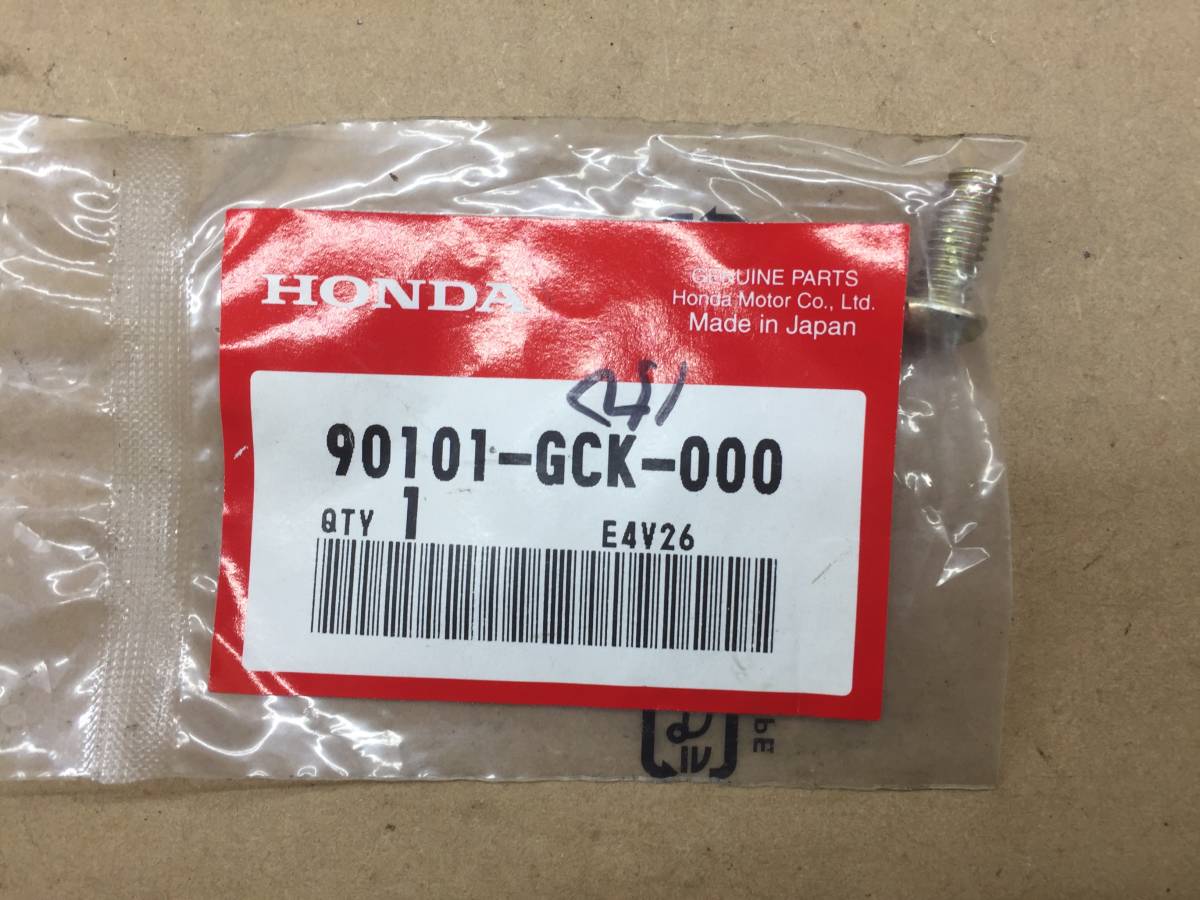 HONDA
GENUINE PARTS
Honda Motor Co., Ltd.
Made in Japan
90101-GCK-000
QTY 1 E4V26